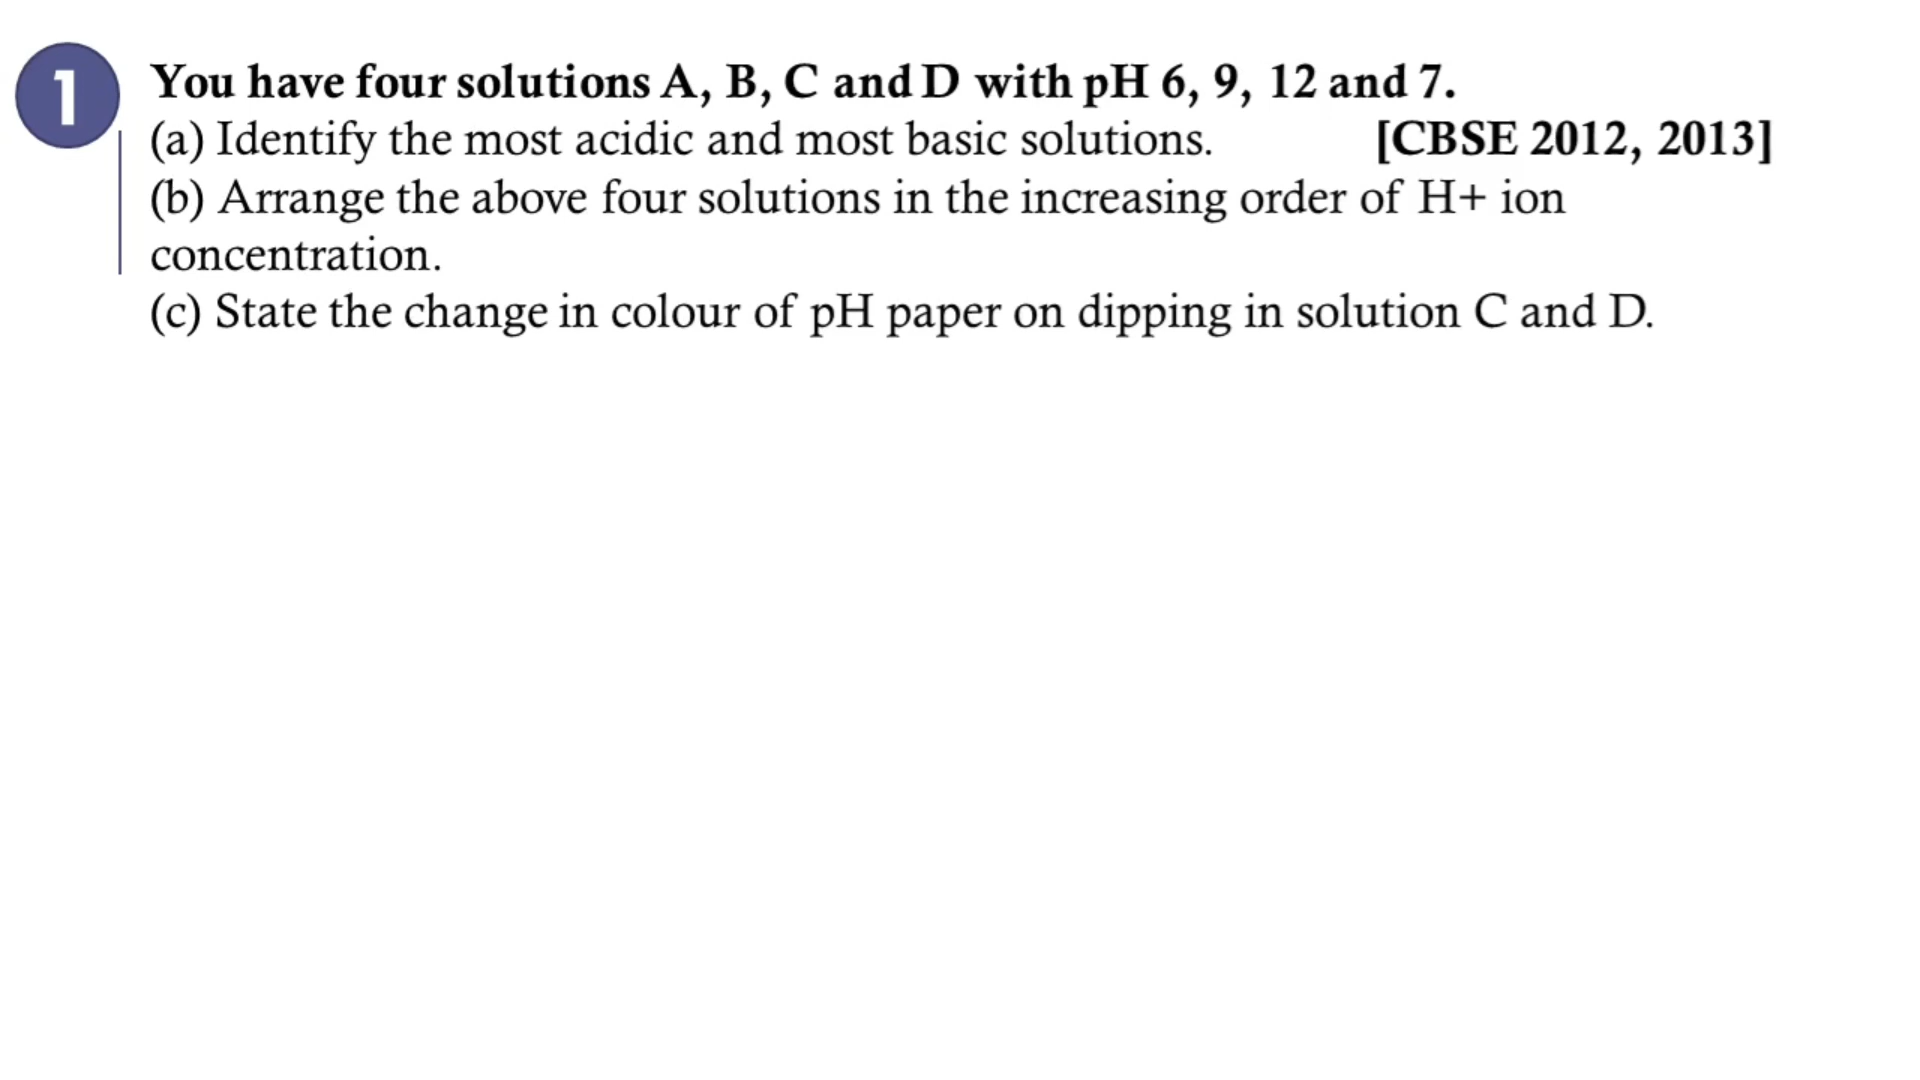 1
You have four solutions A, B, C and D with pH 6, 9, 12 and 7.
(a) Identify the most acidic and most basic solutions. [CBSE 2012, 2013]
(b) Arrange the above four solutions in the increasing order of H+ ion
concentration.
(c) State the change in colour of pH paper on dipping in solution C and D.